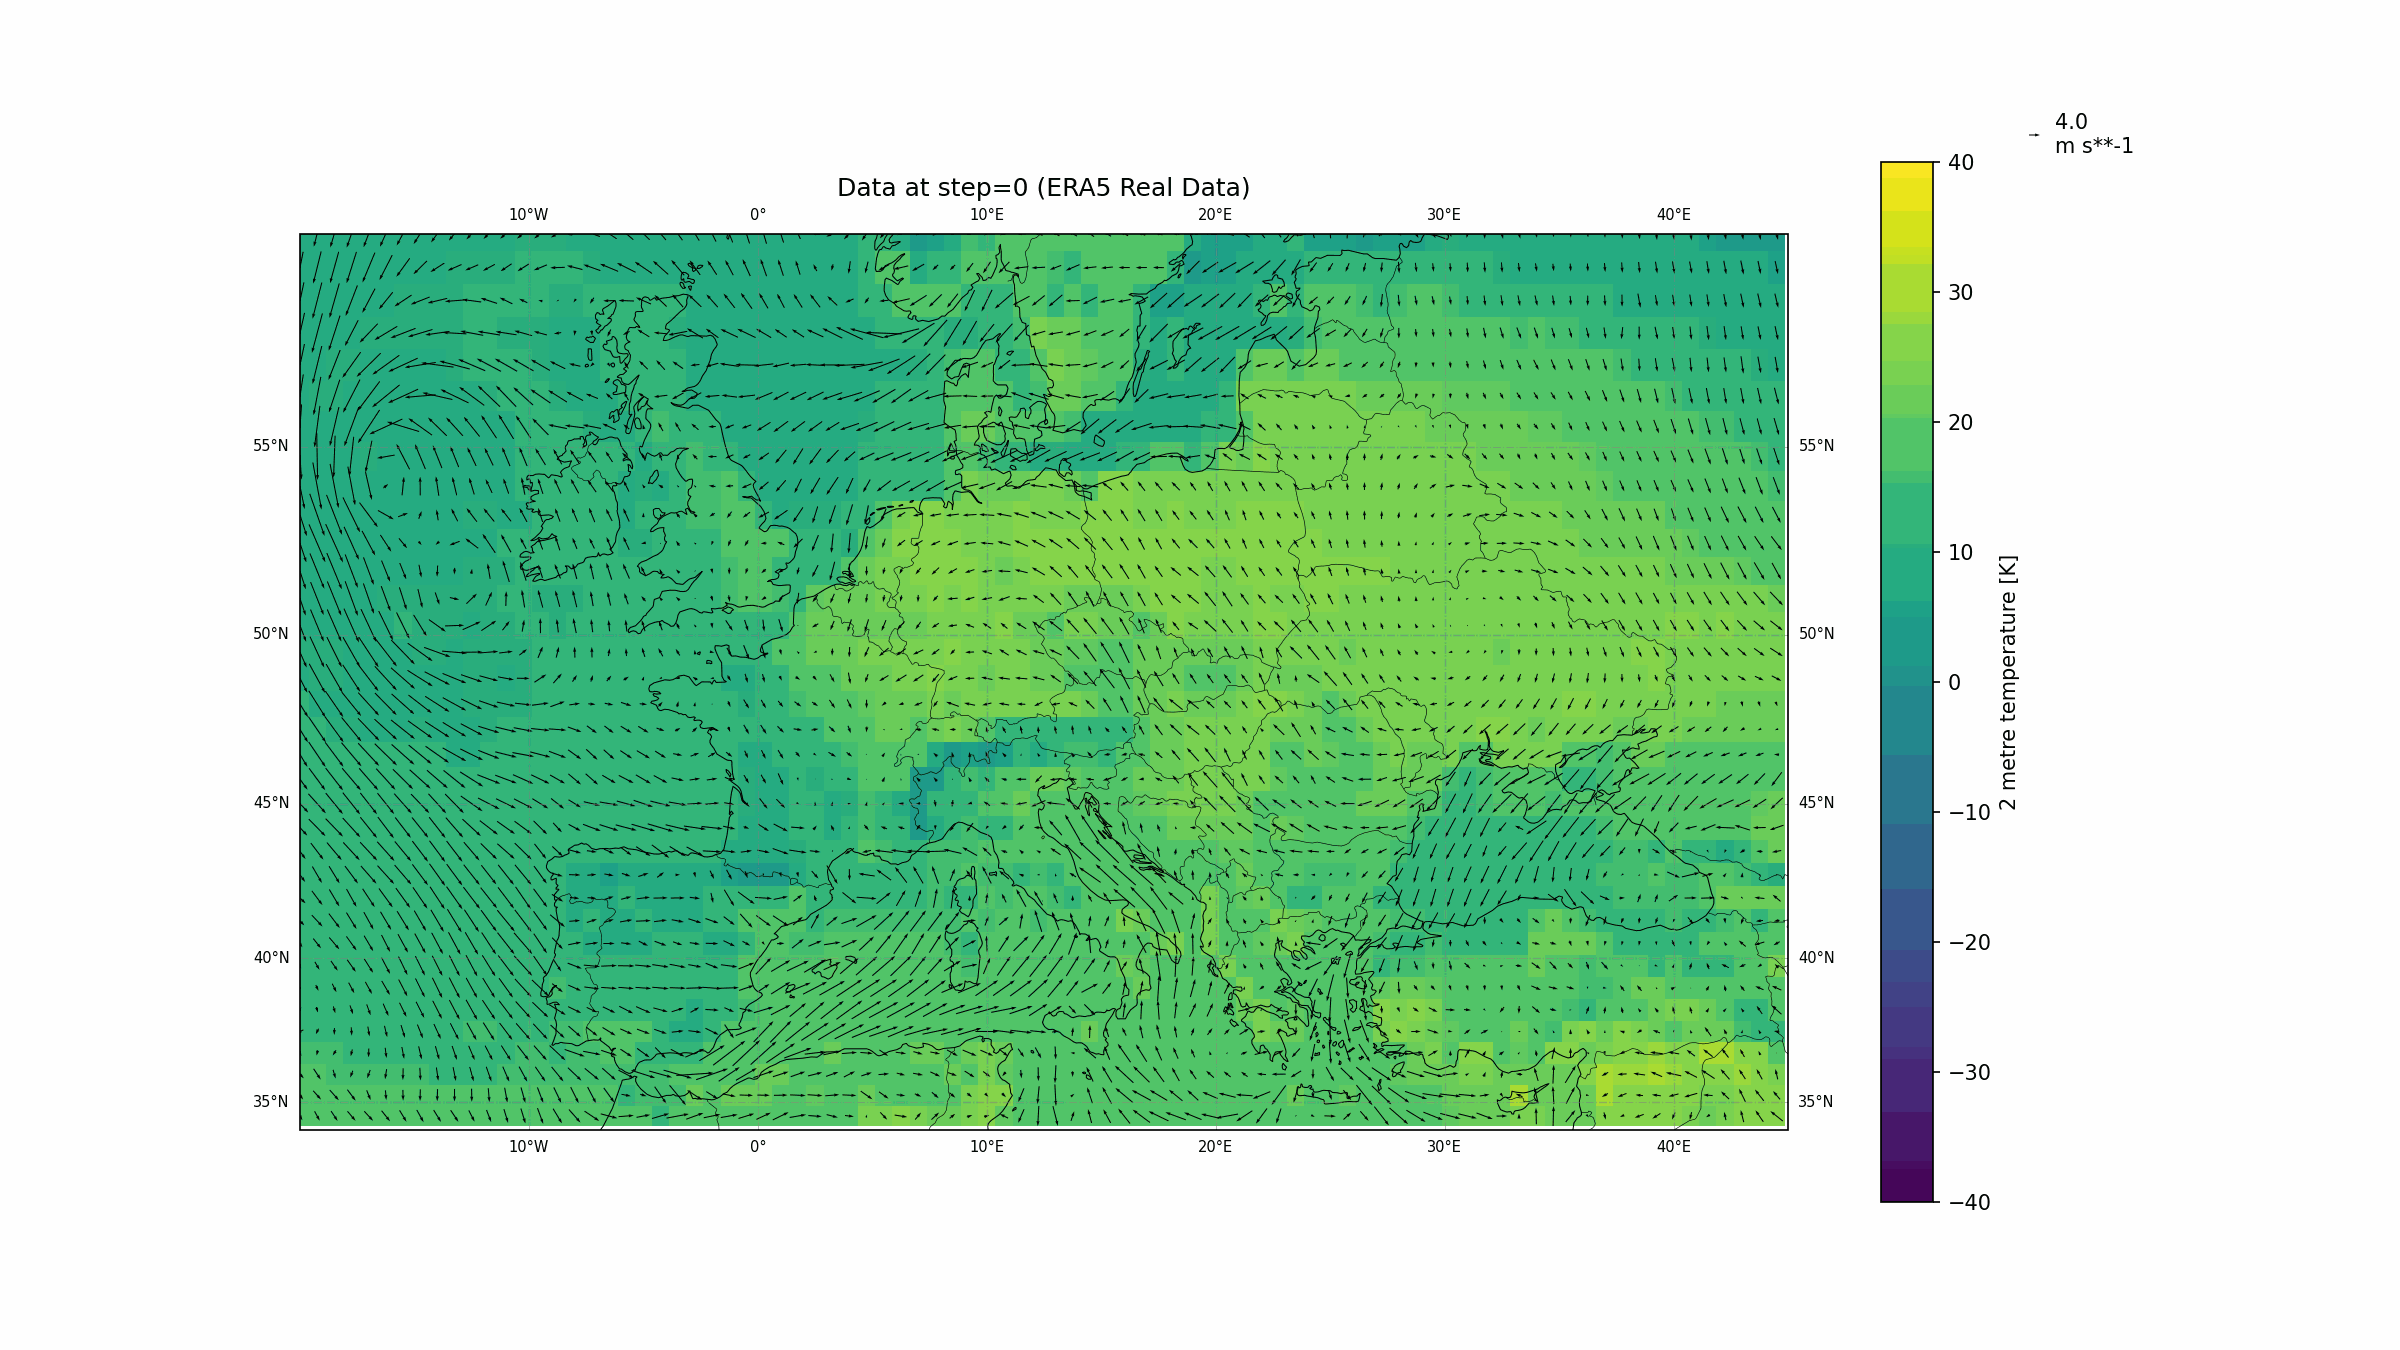 4.0
m s**-1
Data at step=0 (ERA5 Real Data)
10°W 0° 10°E 20°E 30°E 40°E
55°N 55°N
50°N 50°N
45°N 45°N
40°N 40°N
35°N 35°N
10°W 0° 10°E 20°E 30°E 40°E
40
30
20
10
0
−10
−20
−30
−40
2 metre temperature [K]